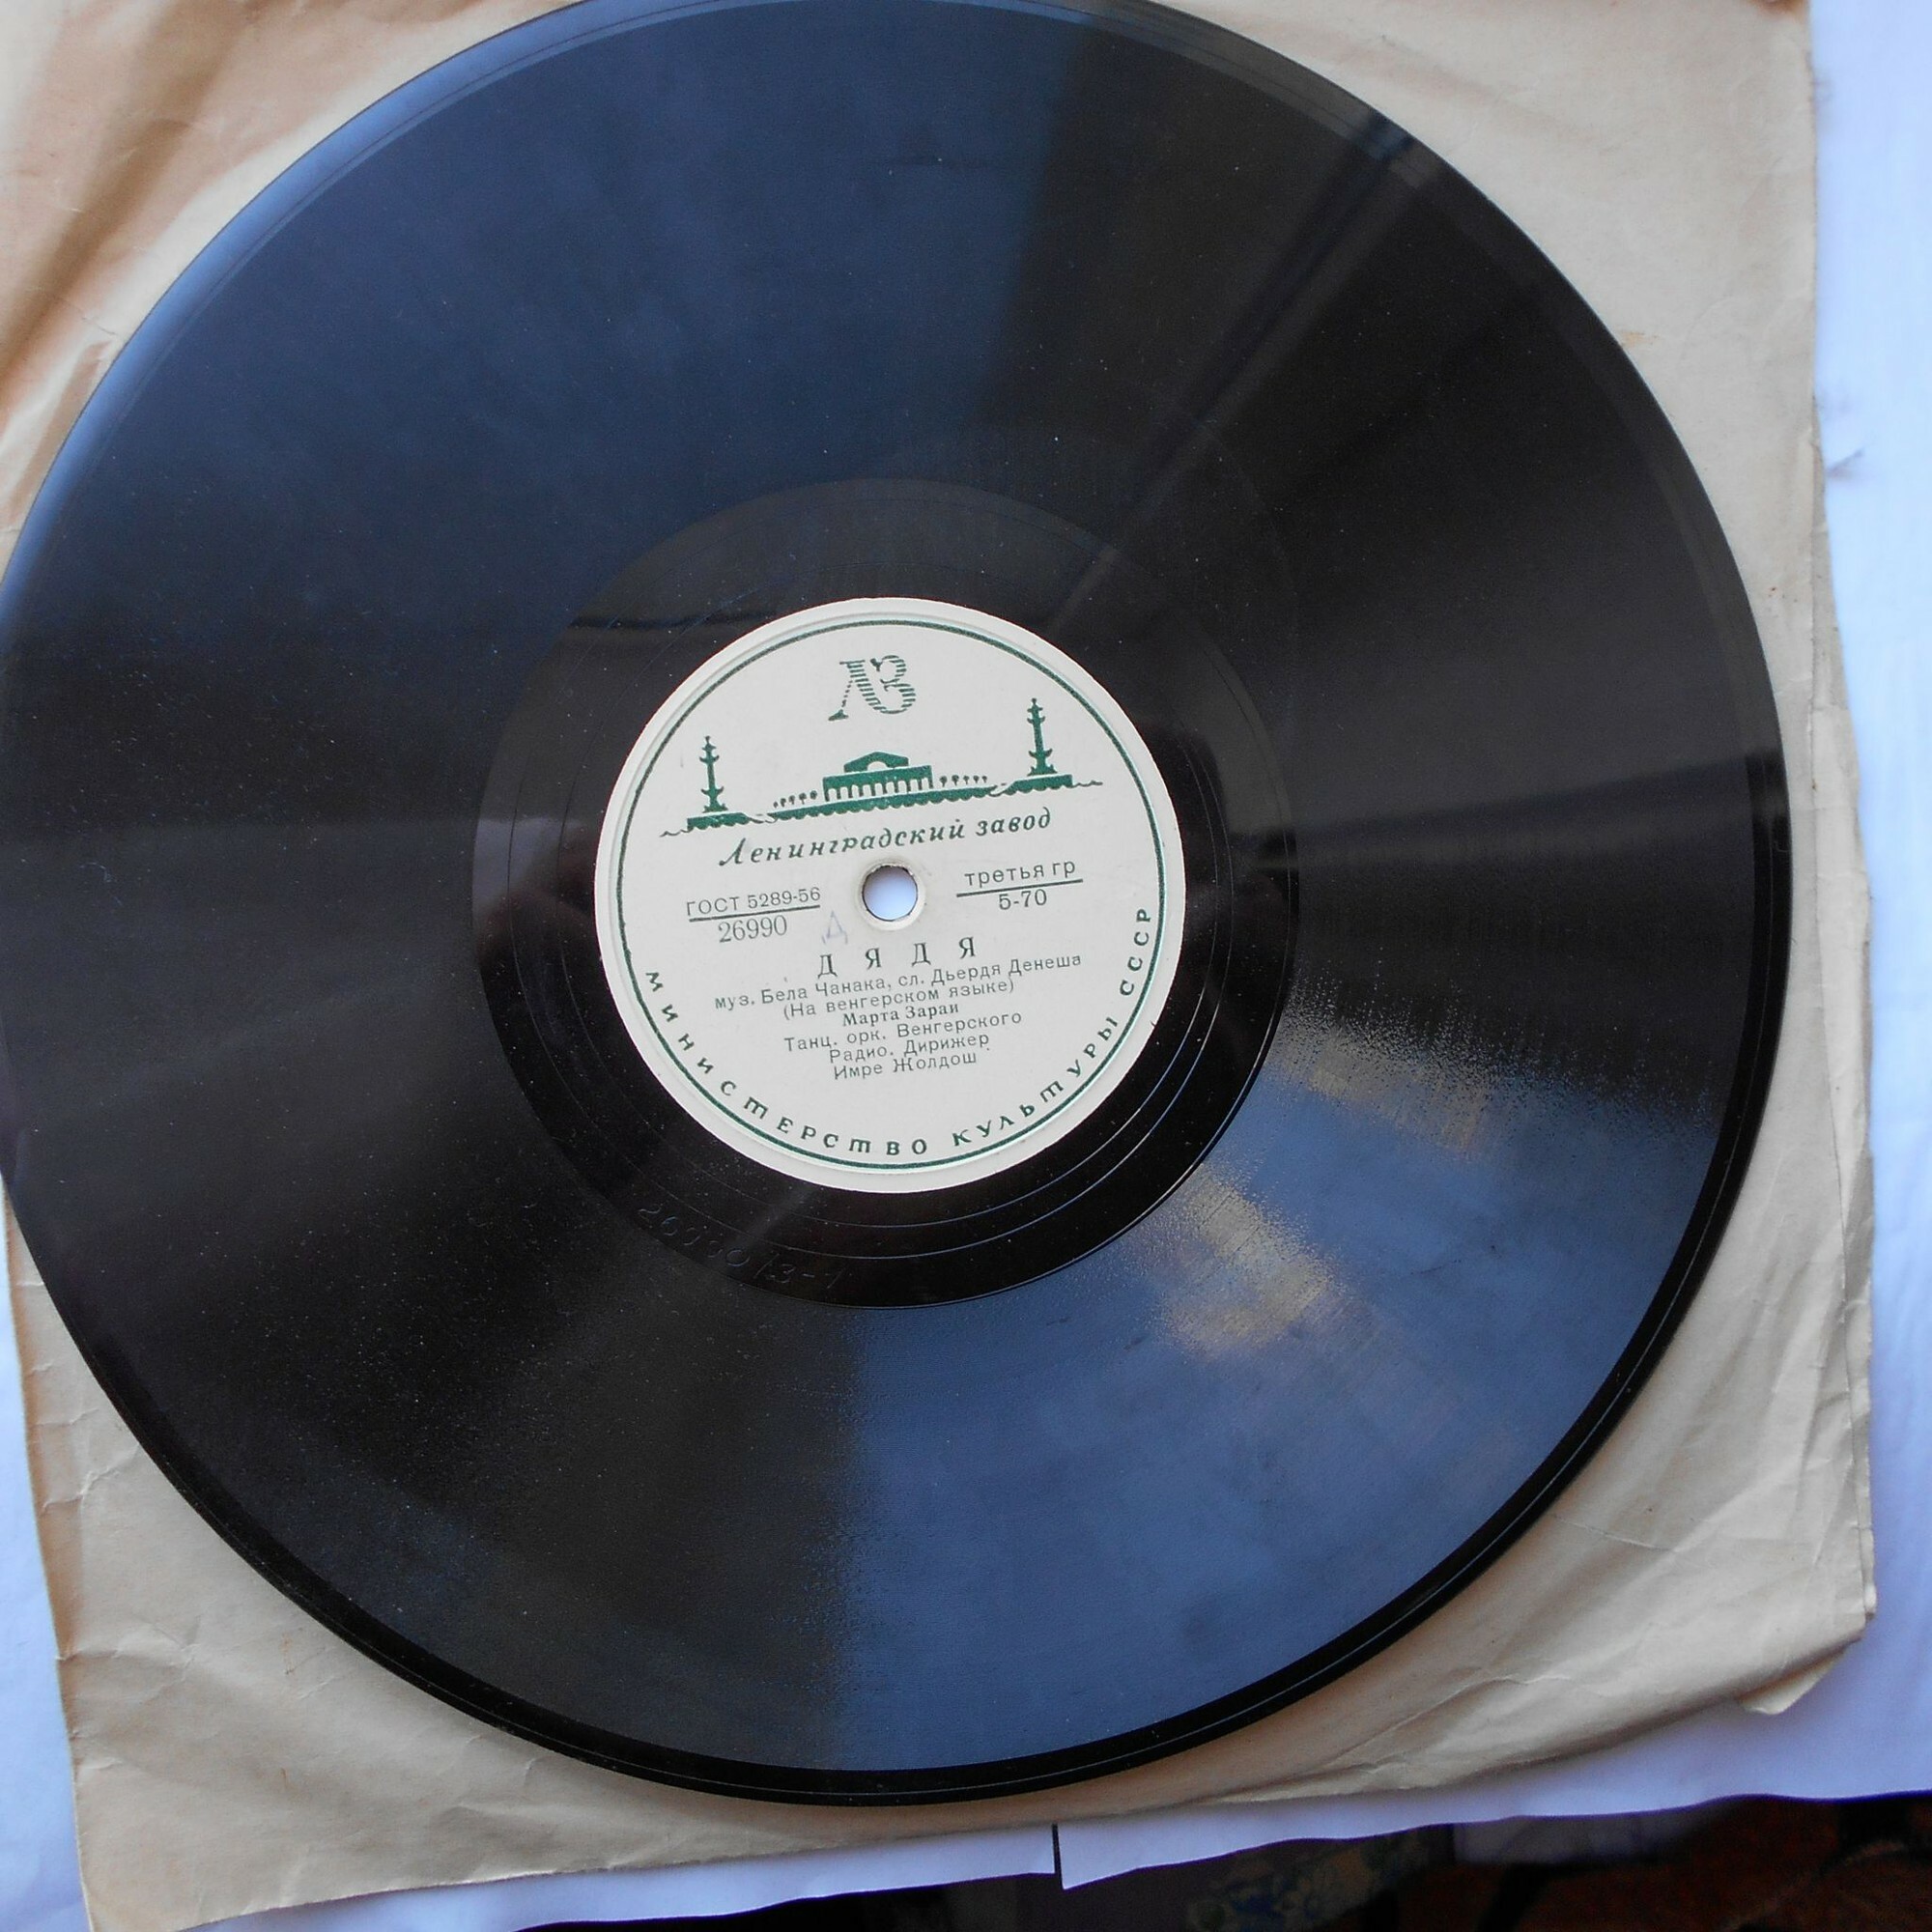 ЛЗ
Ленинградский завод
ГОСТ 5289-56
26990
третья гр
5-70
Д
ДЯДЯ
муз. Бела Чанака, сл. Дьердя Денеша
(На венгерском языке)
Марта Зараи
Танц. орк. Венгерского
Радио. Дирижер
Имре Жолдош
МИНИСТЕРСТВО КУЛЬТУРЫ СССР